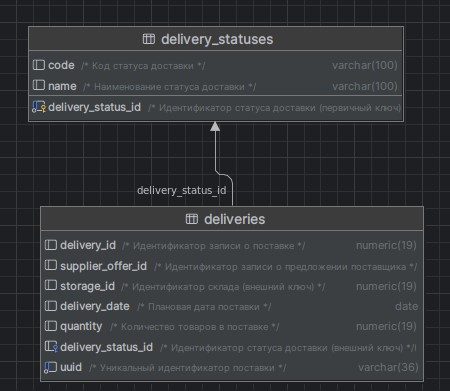 delivery_statuses
code /* Код статуса доставки */ varchar(100)
name /* Наименование статуса доставки */ varchar(100)
delivery_status_id /* Идентификатор статуса доставки (первичный ключ)
delivery_status_id
deliveries
delivery_id /* Идентификатор записи о поставке */ numeric(19)
supplier_offer_id /* Идентификатор записи о предложении поставщика */
storage_id /* Идентификатор склада (внешний ключ) */ numeric(19)
delivery_date /* Плановая дата поставки */ date
quantity /* Количество товаров в поставке */ numeric(19)
delivery_status_id /* Идентификатор статуса доставки (внешний ключ) */
uuid /* Уникальный идентификатор поставки */ varchar(36)